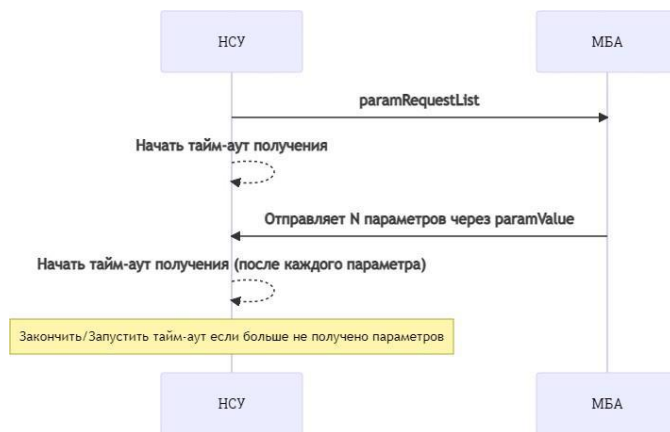 НСУ
МБА
paramRequestList
Начать тайм-аут получения
Отправляет N параметров через paramValue
Начать тайм-аут получения (после каждого параметра)
Закончить/Запустить тайм-аут если больше не получено параметров
НСУ
МБА